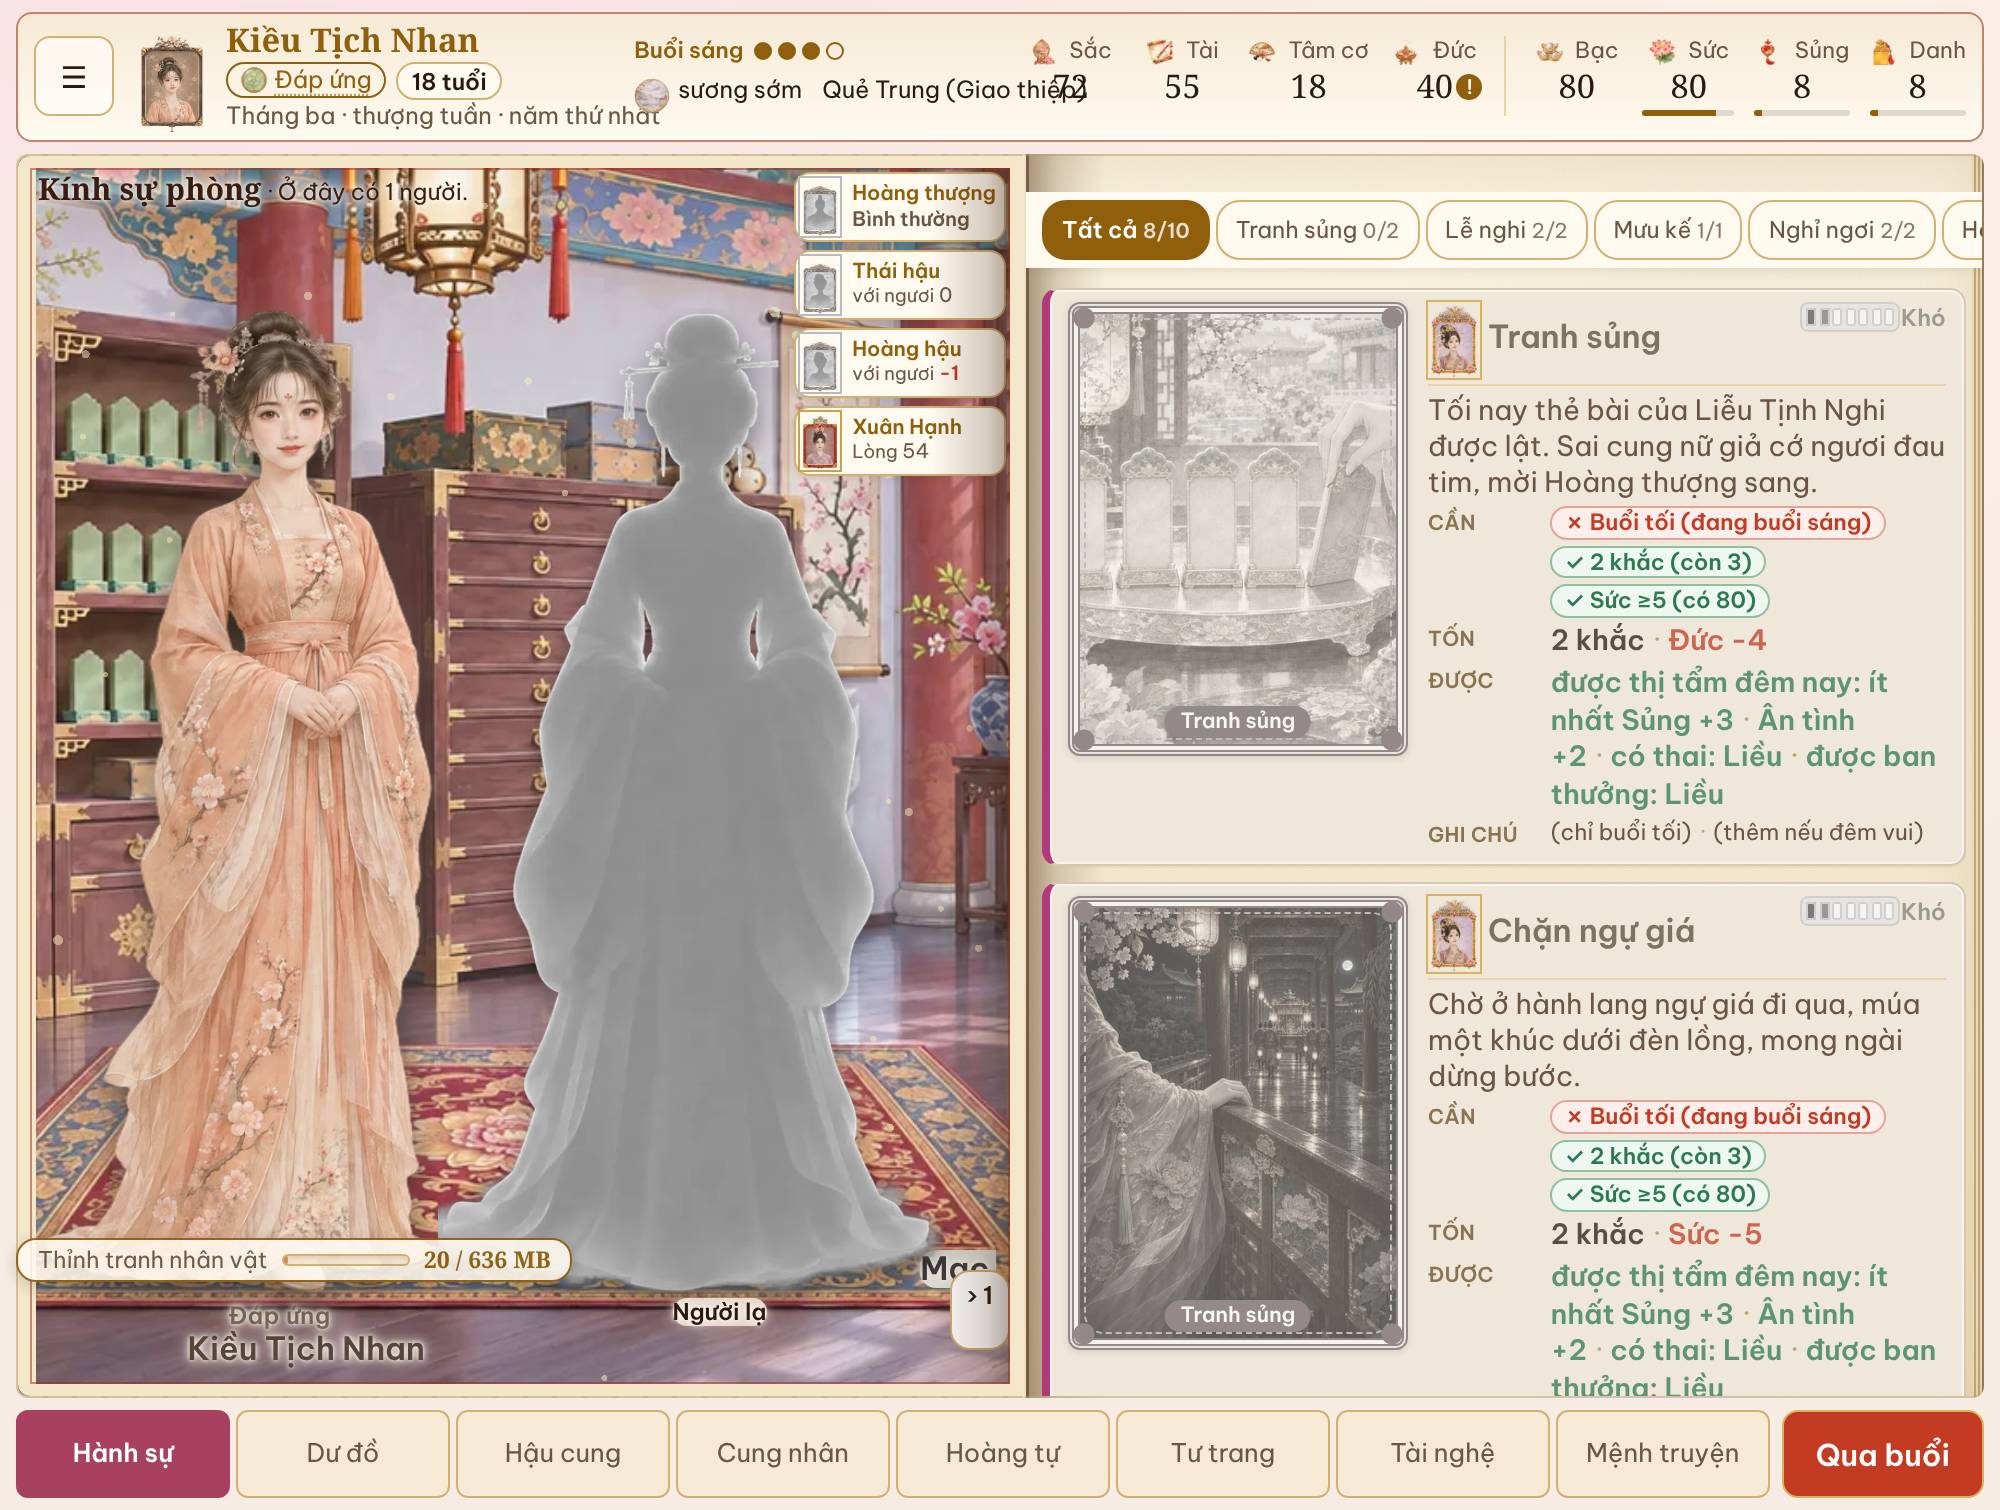 ☰
Kiều Tịch Nhan
Đáp ứng
18 tuổi
Tháng ba · thượng tuần · năm thứ nhất
Buổi sáng
sương sớm Quẻ Trung (Giao thiệp)
Sắc
72
Tài
55
Tâm cơ
18
Đức
40 !
Bạc
80
Sức
80
Sủng
8
Danh
8
Kính sự phòng · Ở đây có 1 người.
Hoàng thượng
Bình thường
Thái hậu
với ngươi 0
Hoàng hậu
với ngươi -1
Xuân Hạnh
Lòng 54
Thỉnh tranh nhân vật 20 / 636 MB
Đáp ứng
Kiều Tịch Nhan
Người lạ
› 1
Tất cả 8/10
Tranh sủng 0/2
Lễ nghi 2/2
Mưu kế 1/1
Nghỉ ngơi 2/2
Tranh sủng
Tranh sủng
Khó
Tối nay thẻ bài của Liễu Tịnh Nghi
được lật. Sai cung nữ giả cớ ngươi đau
tim, mời Hoàng thượng sang.
CẦN
× Buổi tối (đang buổi sáng)
✓ 2 khắc (còn 3)
✓ Sức ≥5 (có 80)
TỐN
2 khắc · Đức -4
ĐƯỢC
được thị tẩm đêm nay: ít
nhất Sủng +3 · Ân tình
+2 · có thai: Liều · được ban
thưởng: Liều
GHI CHÚ
(chỉ buổi tối) · (thêm nếu đêm vui)
Tranh sủng
Chặn ngự giá
Khó
Chờ ở hành lang ngự giá đi qua, múa
một khúc dưới đèn lồng, mong ngài
dừng bước.
CẦN
× Buổi tối (đang buổi sáng)
✓ 2 khắc (còn 3)
✓ Sức ≥5 (có 80)
TỐN
2 khắc · Sức -5
ĐƯỢC
được thị tẩm đêm nay: ít
nhất Sủng +3 · Ân tình
+2 · có thai: Liều · được ban
thưởng: Liều
Hành sự
Dư đồ
Hậu cung
Cung nhân
Hoàng tự
Tư trang
Tài nghệ
Mệnh truyện
Qua buổi